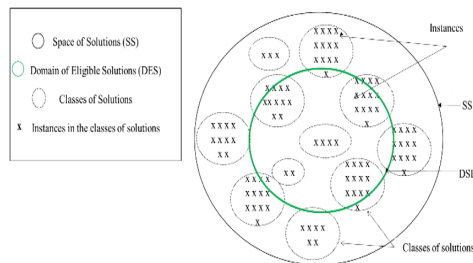 Space of Solutions (SS)
Domain of Eligible Solutions (DES)
Classes of Solutions
x Instances in the classes of solutions
Instances
x x x x
x x x x
x x x x
x
x x x
x x x x
x x x x x
x x
x x x x
x x x x
x x x x
x
SS
x x x x
x x x x
x x
x x x x
x x x x
x x x x
x x x x
x
x x
DSI
x x x x
x x x x
x x x x
x
x x x x
x x x x
x x x x
x
x x x x
x x
Classes of solutions